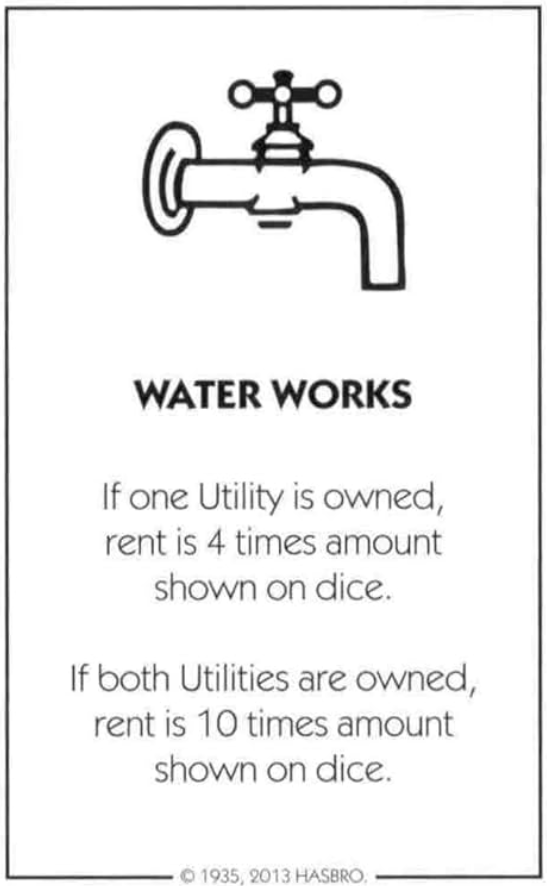 WATER WORKS
If one Utility is owned,
rent is 4 times amount
shown on dice.
If both Utilities are owned,
rent is 10 times amount
shown on dice.
© 1935, 2013 HASBRO.